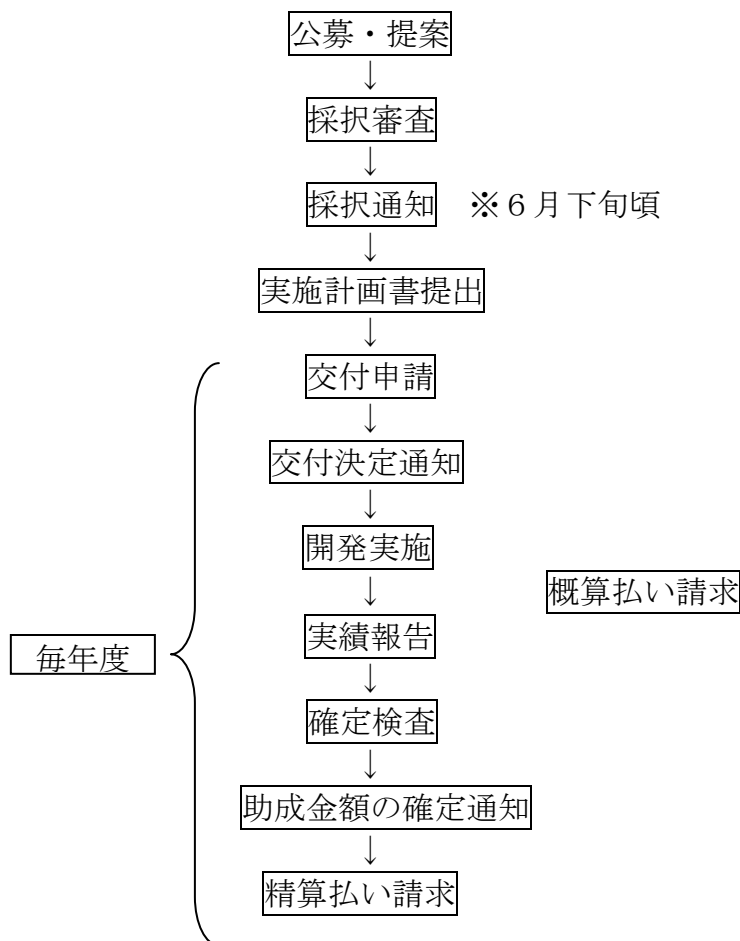 公募・提案
↓
採択審査
↓
採択通知 ※６月下旬頃
↓
実施計画書提出
↓
交付申請
↓
交付決定通知
↓
開発実施
概算払い請求
↓
実績報告
毎年度
↓
確定検査
↓
助成金額の確定通知
↓
精算払い請求